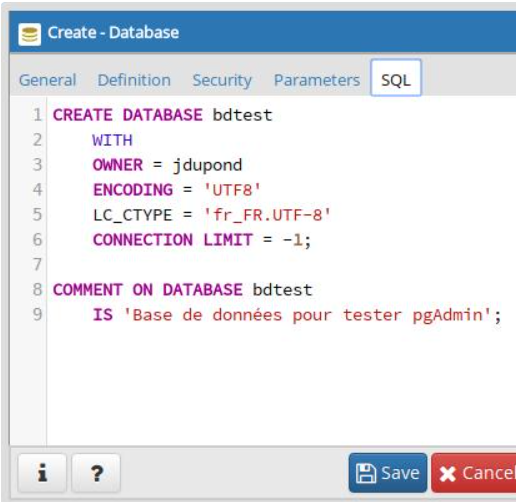 Create - Database
General Definition Security Parameters SQL
1 CREATE DATABASE bdtest
2 WITH
3 OWNER = jdupond
4 ENCODING = 'UTF8'
5 LC_CTYPE = 'fr_FR.UTF-8'
6 CONNECTION LIMIT = -1;
7
8 COMMENT ON DATABASE bdtest
9 IS 'Base de données pour tester pgAdmin';
i ? Save Cancel